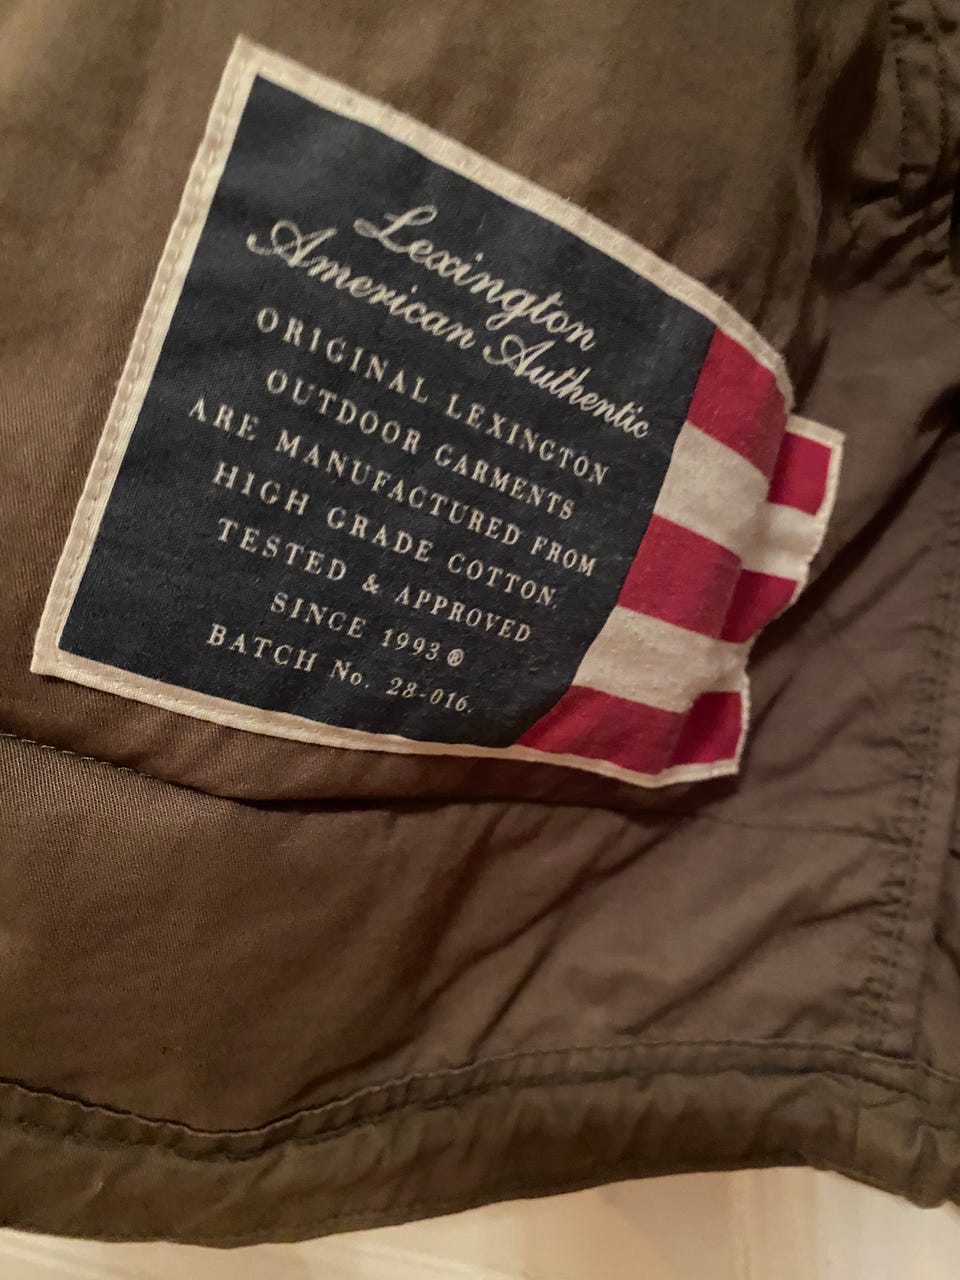 Lexington
American Authentic
ORIGINAL LEXINGTON
OUTDOOR GARMENTS
ARE MANUFACTURED FROM
HIGH GRADE COTTON.
TESTED & APPROVED
SINCE 1993®
BATCH No. 28-016.